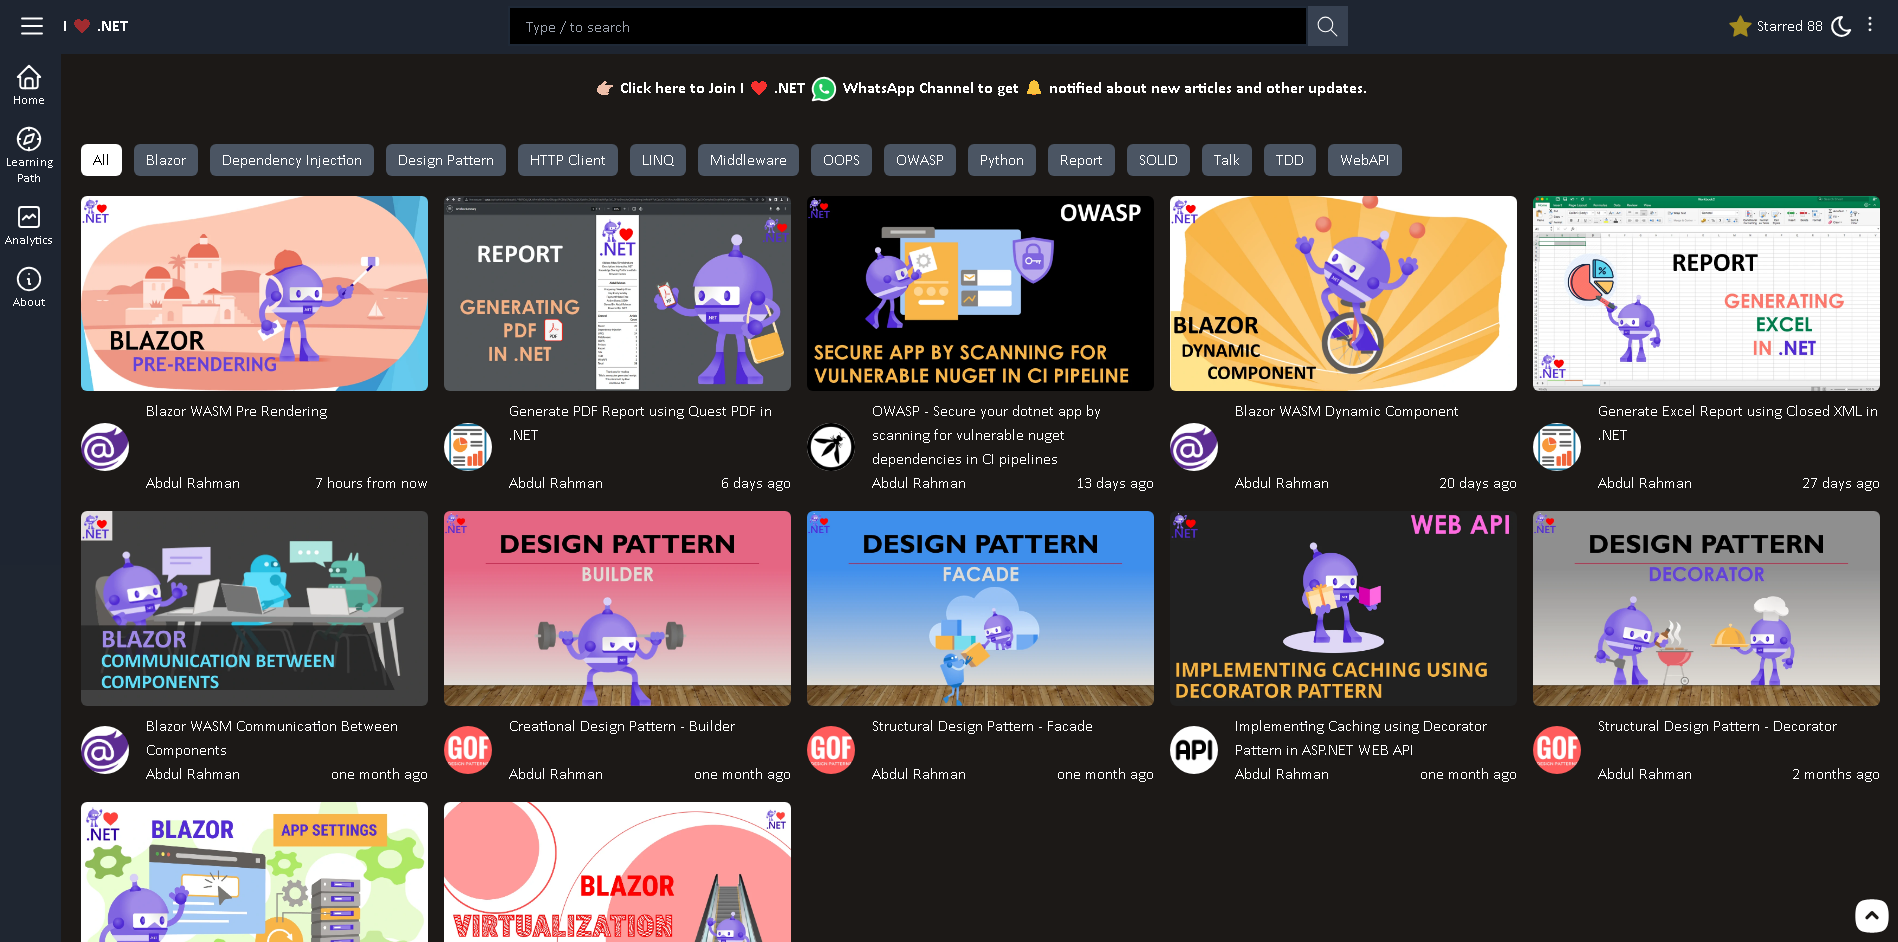 I ❤ .NET
Type / to search
Starred 88
Home
Learning
Path
Analytics
About
👉🏻 Click here to Join I ❤ .NET WhatsApp Channel to get 🔔 notified about new articles and other updates.
All
Blazor
Dependency Injection
Design Pattern
HTTP Client
LINQ
Middleware
OOPS
OWASP
Python
Report
SOLID
Talk
TDD
WebAPI
.NET
BLAZOR
PRE-RENDERING
Blazor WASM Pre Rendering
Abdul Rahman
7 hours from now
.NET
.NET
REPORT
GENERATING
PDF
IN .NET
Generate PDF Report using Quest PDF in
.NET
Abdul Rahman
6 days ago
.NET
OWASP
SECURE APP BY SCANNING FOR
VULNERABLE NUGET IN CI PIPELINE
OWASP - Secure your dotnet app by
scanning for vulnerable nuget
dependencies in CI pipelines
Abdul Rahman
13 days ago
.NET
BLAZOR
DYNAMIC
COMPONENT
Blazor WASM Dynamic Component
Abdul Rahman
20 days ago
REPORT
GENERATING
EXCEL
IN .NET
.NET
Generate Excel Report using Closed XML in
.NET
Abdul Rahman
27 days ago
.NET
BLAZOR
COMMUNICATION BETWEEN
COMPONENTS
Blazor WASM Communication Between
Components
Abdul Rahman
one month ago
.NET
DESIGN PATTERN
BUILDER
GOF
Creational Design Pattern - Builder
Abdul Rahman
one month ago
.NET
DESIGN PATTERN
FACADE
GOF
Structural Design Pattern - Facade
Abdul Rahman
one month ago
.NET
WEB API
IMPLEMENTING CACHING USING
DECORATOR PATTERN
API
Implementing Caching using Decorator
Pattern in ASP.NET WEB API
Abdul Rahman
one month ago
.NET
DESIGN PATTERN
DECORATOR
GOF
Structural Design Pattern - Decorator
Abdul Rahman
2 months ago
.NET
BLAZOR
APP SETTINGS
.NET
BLAZOR
VIRTUALIZATION